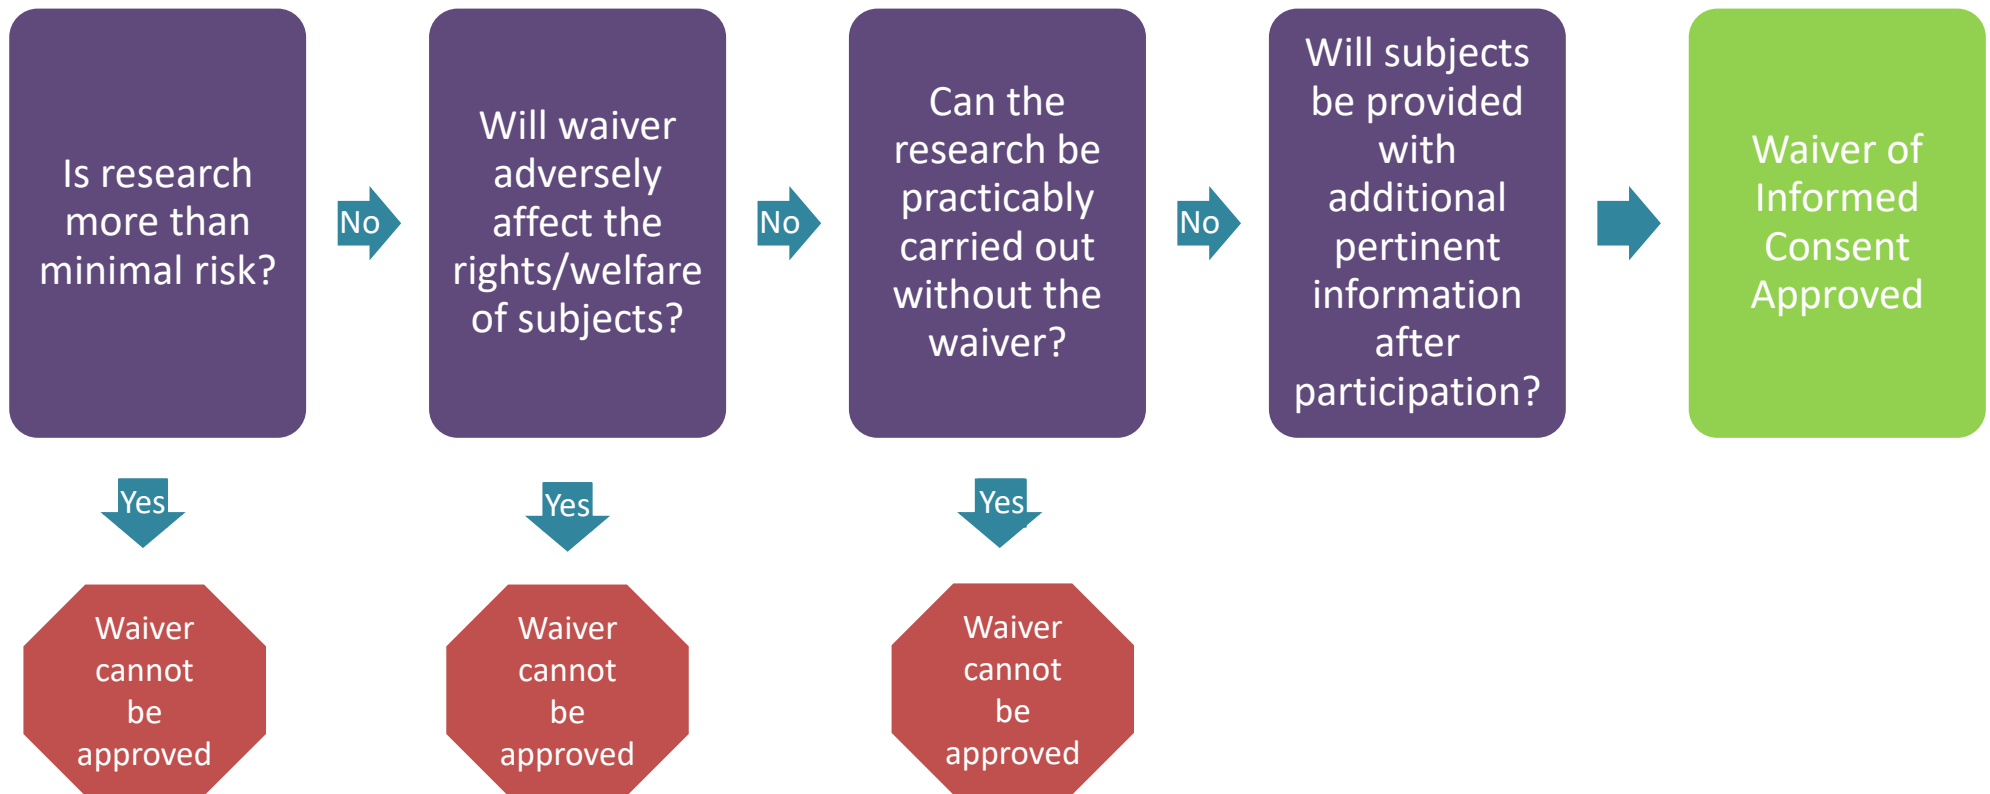 Is research
more than
minimal risk?
No
Will waiver
adversely
affect the
rights/welfare
of subjects?
No
Can the
research be
practicably
carried out
without the
waiver?
No
Will subjects
be provided
with
additional
pertinent
information
after
participation?
Waiver of
Informed
Consent
Approved
Yes
Yes
Yes
Waiver
cannot
be
approved
Waiver
cannot
be
approved
Waiver
cannot
be
approved